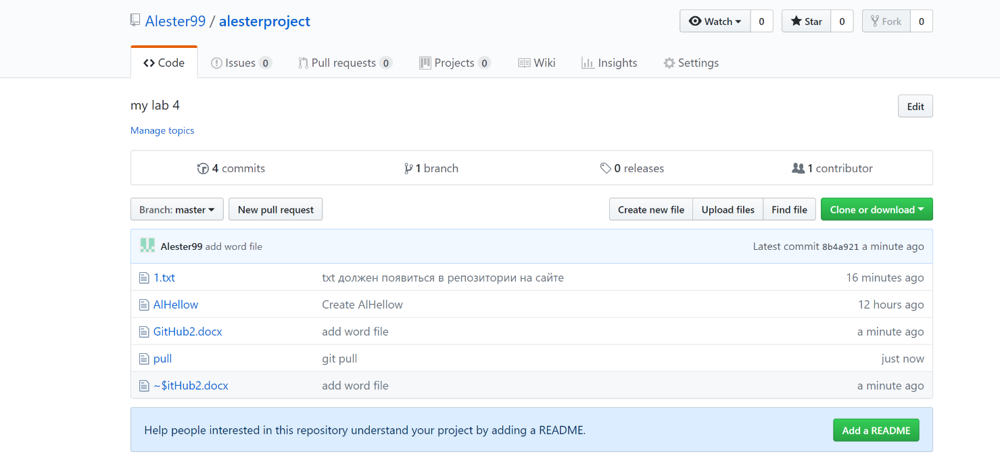 Alester99 / alesterproject
Watch 0 Star 0 Fork 0
Code Issues 0 Pull requests 0 Projects 0 Wiki Insights Settings
my lab 4
Edit
Manage topics
4 commits 1 branch 0 releases 1 contributor
Branch: master New pull request Create new file Upload files Find file Clone or download
Alester99 add word file Latest commit 8b4a921 a minute ago
1.txt txt должен появиться в репозитории на сайте 16 minutes ago
AlHellow Create AlHellow 12 hours ago
GitHub2.docx add word file a minute ago
pull git pull just now
~$itHub2.docx add word file a minute ago
Help people interested in this repository understand your project by adding a README. Add a README